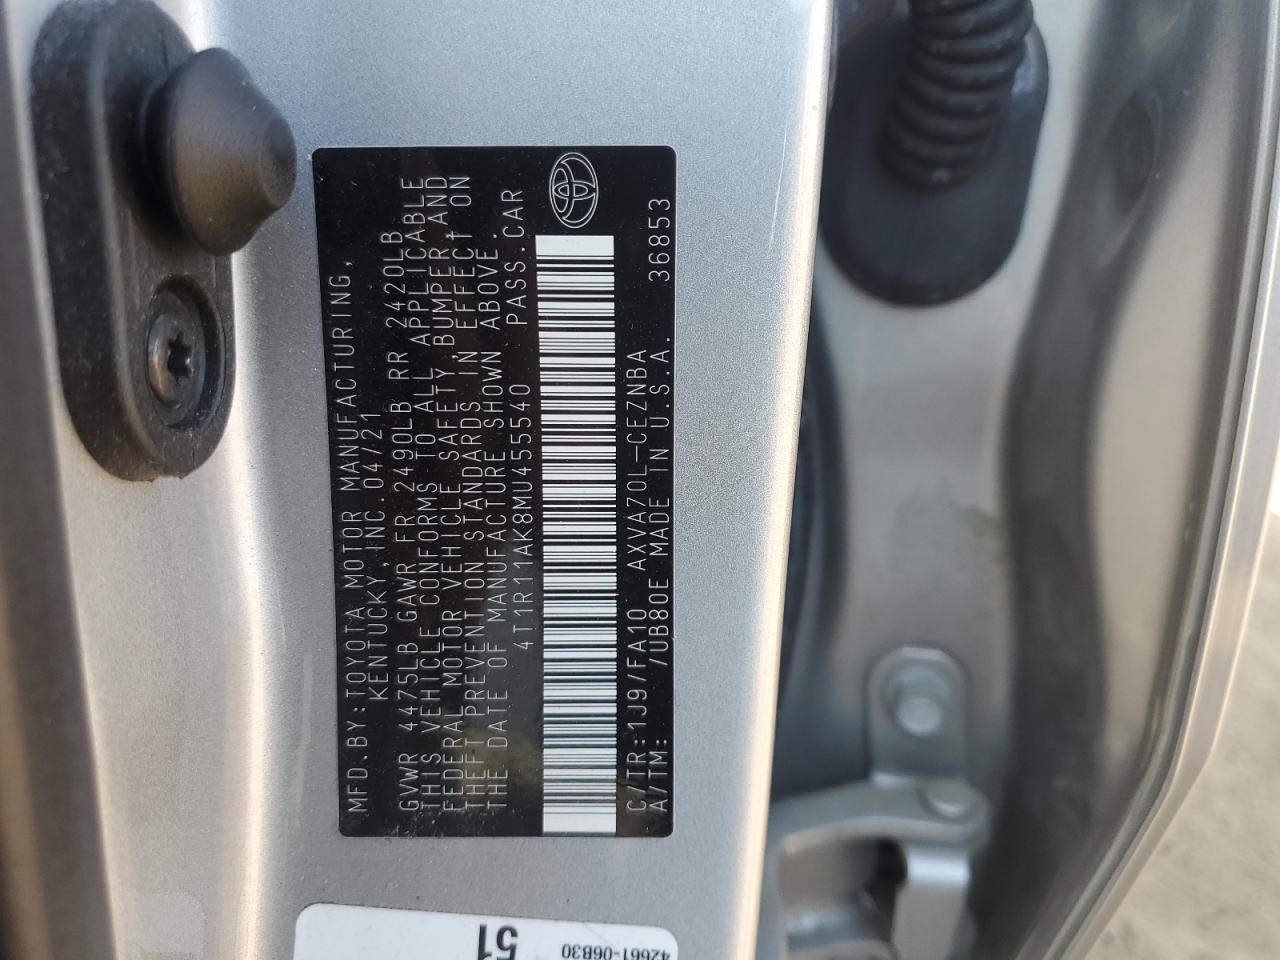 MFD.BY:TOYOTA MOTOR MANUFACTURING,
KENTUCKY,INC.04/21
GVWR 4475LB GAWR FR 2490LB RR 2420LB
THIS VEHICLE CONFORMS TO ALL APPLICABLE
FEDERAL MOTOR VEHICLE SAFETY,BUMPER,AND
THEFT PREVENTION STANDARDS IN EFFECT ON
THE DATE OF MANUFACTURE SHOWN ABOVE.
4T1R11AK8MU455540 PASS.CAR
C/TR:1J9/FA10 AXVA70L-CEZNBA 36853
A/TM: /UB80E MADE IN U.S.A.
51
42661-06B30